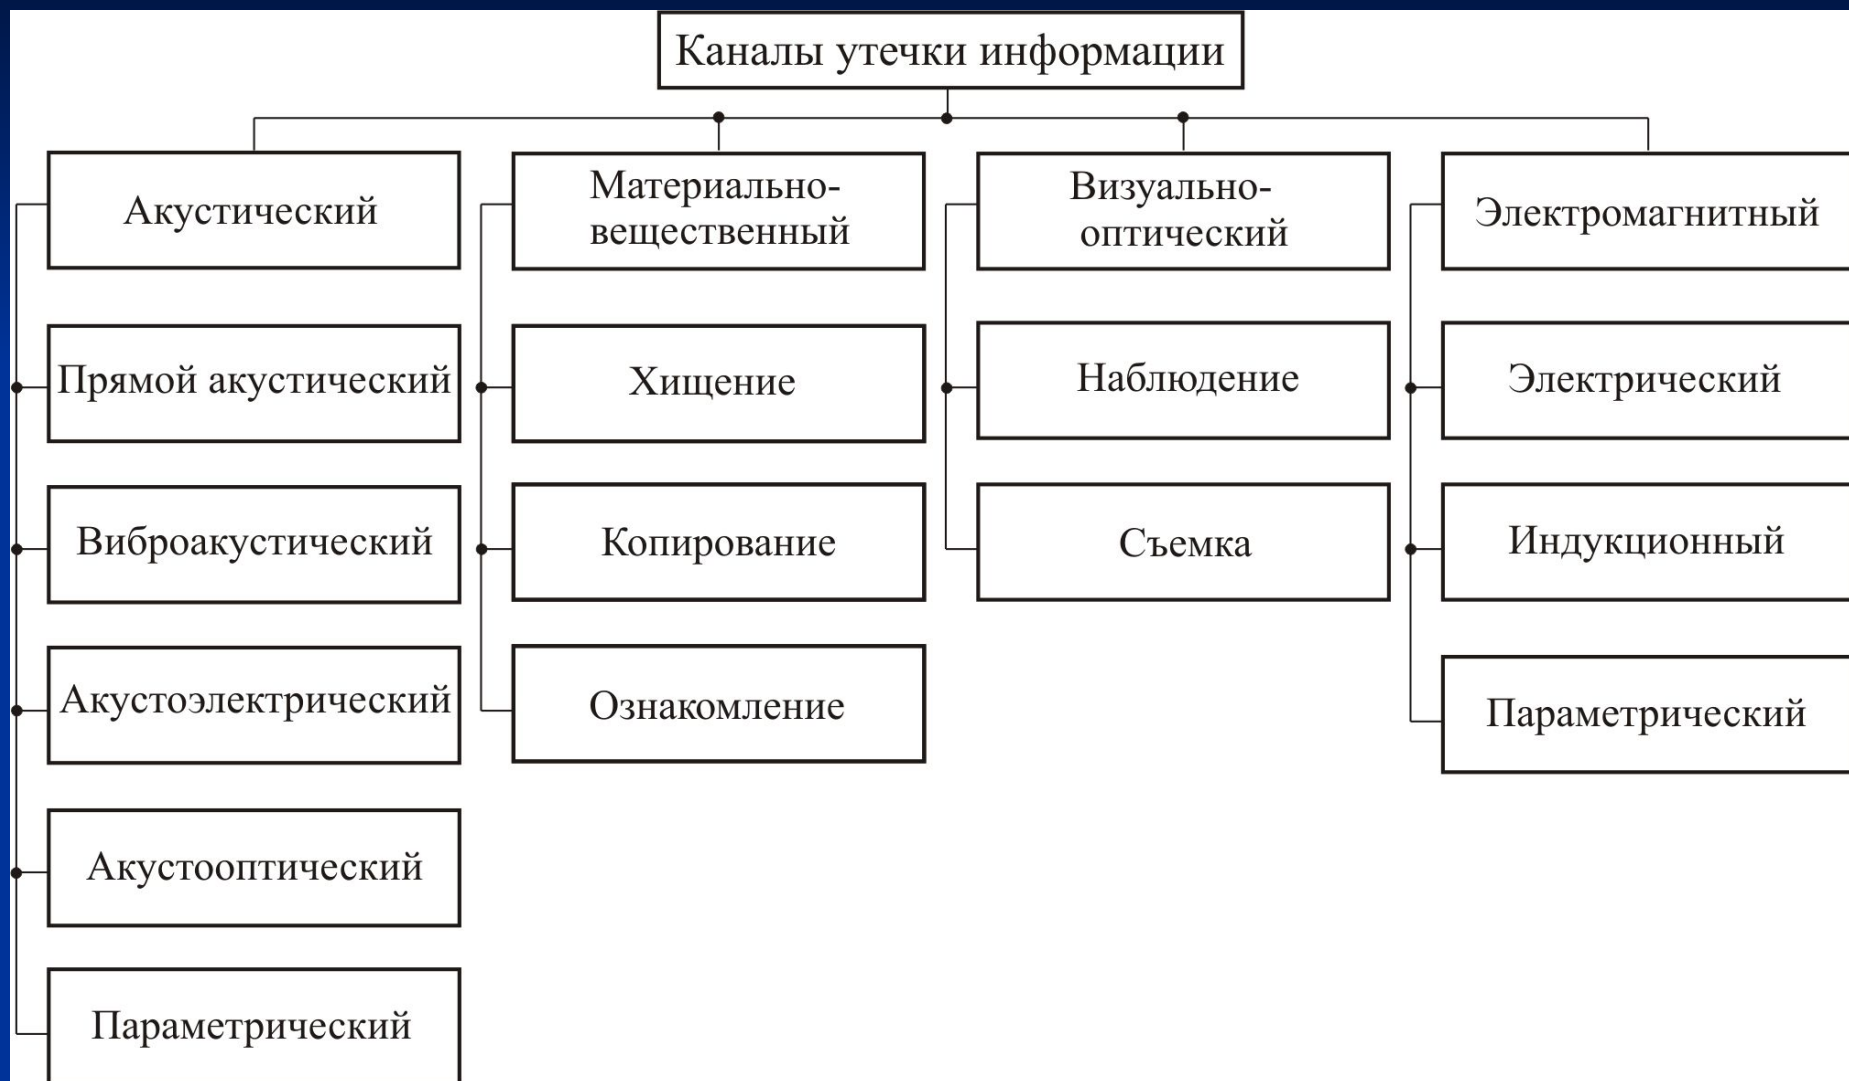 Каналы утечки информации
Акустический
Прямой акустический
Виброакустический
Акустоэлектрический
Акустооптический
Параметрический
Материально-
вещественный
Хищение
Копирование
Ознакомление
Визуально-
оптический
Наблюдение
Съемка
Электромагнитный
Электрический
Индукционный
Параметрический